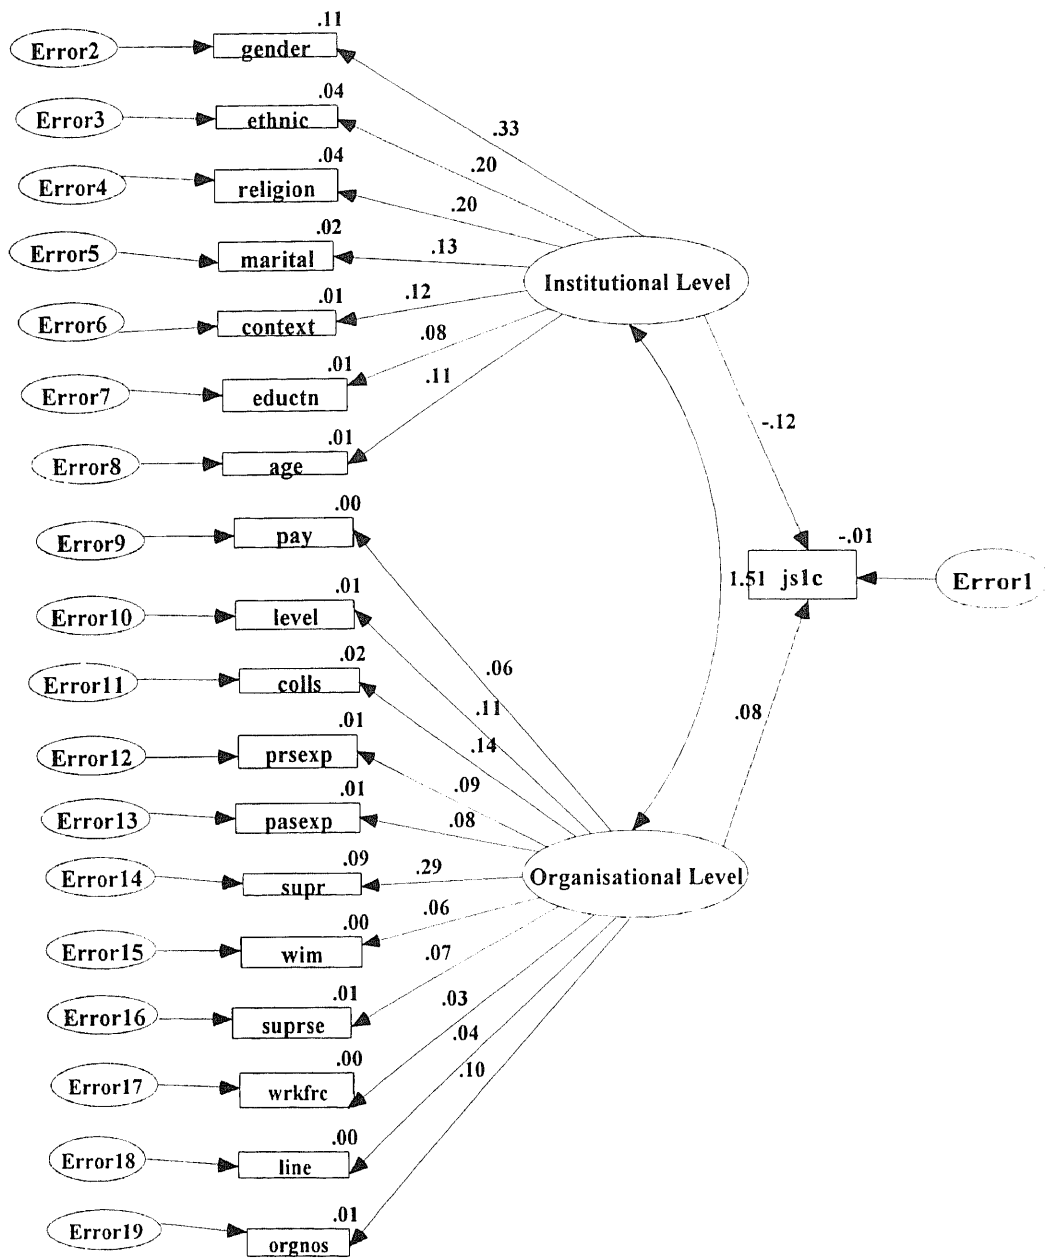 .11
Error2 gender
.04
Error3 ethnic .33
.20
.04
Error4 religion .20
.02
Error5 marital .13
Institutional Level
.01 .12
Error6 context
.08
.01
Error7 eductn .11
-.12
.01
Error8 age
.00
Error9 pay -.01
1.51 js1c Error1
.01
Error10 level
.02 .06
Error11 colls
.11 .08
.01 .14
Error12 prsexp
.09
.01
Error13 pasexp .08
.09 .29 Organisational Level
Error14 supr
.06
.00
Error15 wim .07
.01 .03
Error16 suprse
.04
.00 .10
Error17 wrkfrc
.00
Error18 line
.01
Error19 orgnos